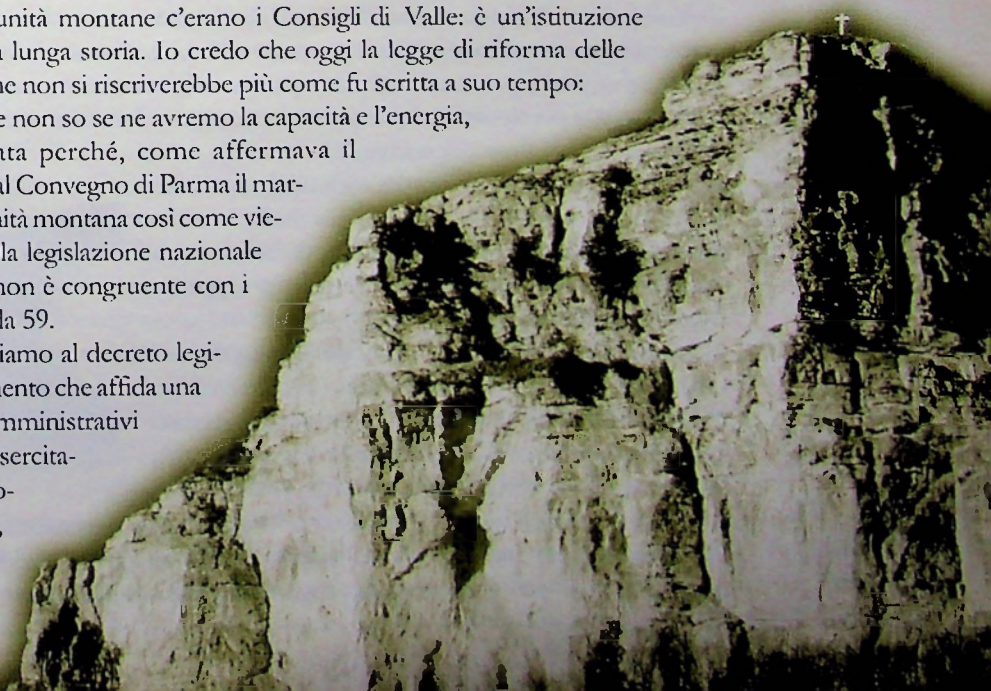 unità montane c'erano i Consigli di Valle: è un'istituzione
a lunga storia. Io credo che oggi la legge di riforma delle
ne non si riscriverebbe più come fu scritta a suo tempo:
e non so se ne avremo la capacità e l'energia,
ata perché, come affermava il
al Convegno di Parma il mar-
nità montana così come vie-
la legislazione nazionale
non è congruente con i
la 59.
iamo al decreto legi-
nento che affida una
mministrativi
sercita-
o-
,